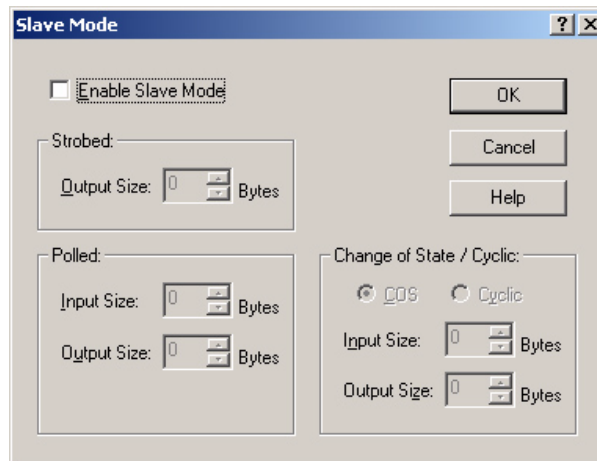 Slave Mode
Enable Slave Mode
OK
Strobed:
Output Size: 0 Bytes
Cancel
Help
Polled:
Input Size: 0 Bytes
Output Size: 0 Bytes
Change of State / Cyclic:
COS Cyclic
Input Size: 0 Bytes
Output Size: 0 Bytes